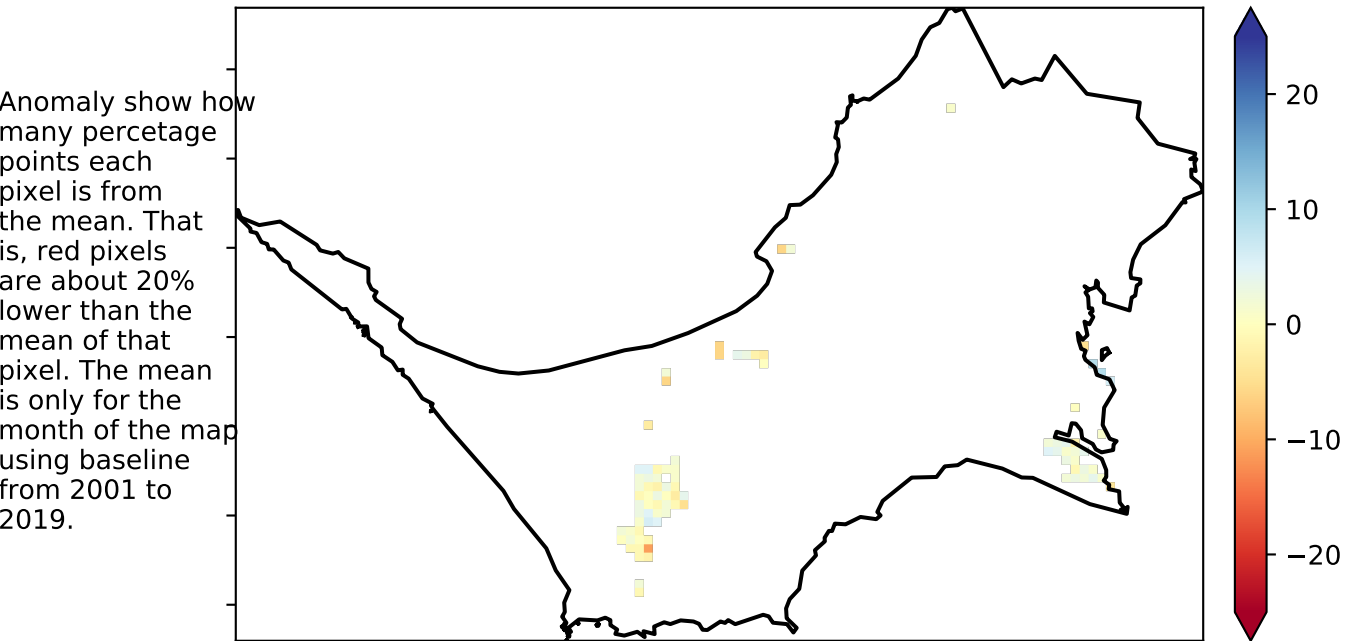 Anomaly show how
many percetage
points each
pixel is from
the mean. That
is, red pixels
are about 20%
lower than the
mean of that
pixel. The mean
is only for the
month of the map
using baseline
from 2001 to
2019.
20
10
0
−10
−20